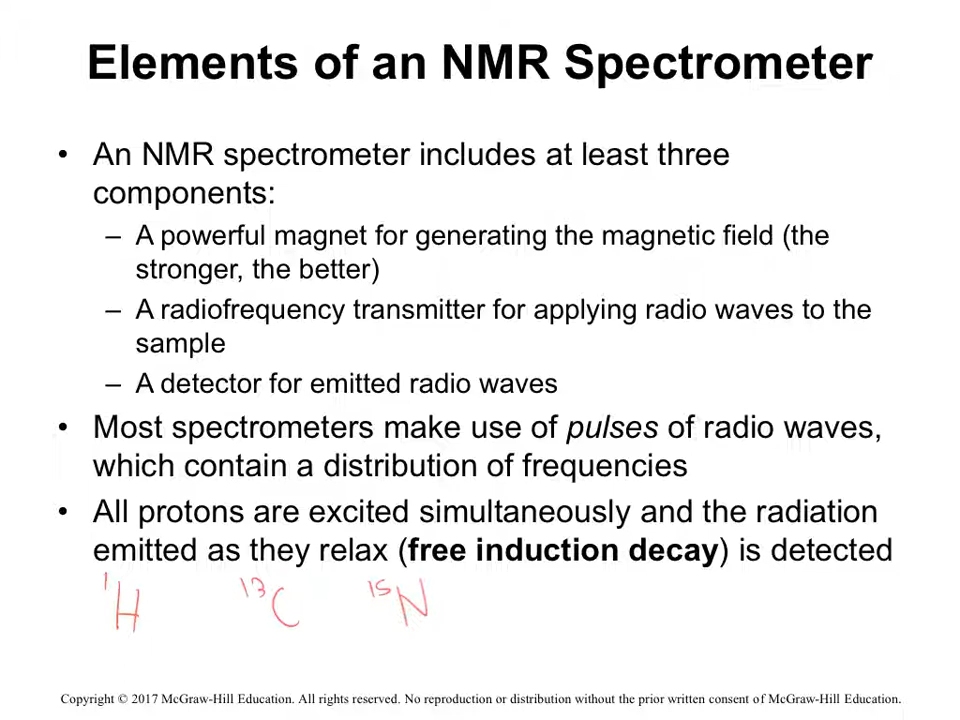 Elements of an NMR Spectrometer
• An NMR spectrometer includes at least three
components:
– A powerful magnet for generating the magnetic field (the
stronger, the better)
– A radiofrequency transmitter for applying radio waves to the
sample
– A detector for emitted radio waves
• Most spectrometers make use of pulses of radio waves,
which contain a distribution of frequencies
• All protons are excited simultaneously and the radiation
emitted as they relax (free induction decay) is detected
¹H ¹³C ¹⁵N
Copyright © 2017 McGraw-Hill Education. All rights reserved. No reproduction or distribution without the prior written consent of McGraw-Hill Education.